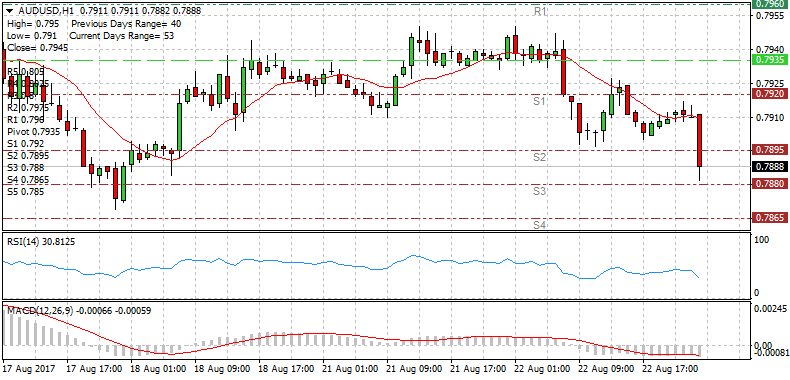 AUDUSD,H1 0.7911 0.7911 0.7882 0.7888
High= 0.795 Previous Days Range= 40
Low= 0.791 Current Days Range= 53
Close= 0.7945
R5 0.805
R2 0.7975
R1 0.796
Pivot 0.7935
S1 0.792
S2 0.7895
S3 0.788
S4 0.7865
S5 0.785
R1
S1
S2
S3
S4
0.7960
0.7955
0.7940
0.7935
0.7925
0.7920
0.7910
0.7895
0.7888
0.7880
0.7865
RSI(14) 30.8125
100
0
MACD(12,26,9) -0.00066 -0.00059
0.00245
0.00
-0.00081
17 Aug 2017 17 Aug 17:00 18 Aug 01:00 18 Aug 09:00 18 Aug 17:00 21 Aug 01:00 21 Aug 09:00 21 Aug 17:00 22 Aug 01:00 22 Aug 09:00 22 Aug 17:00